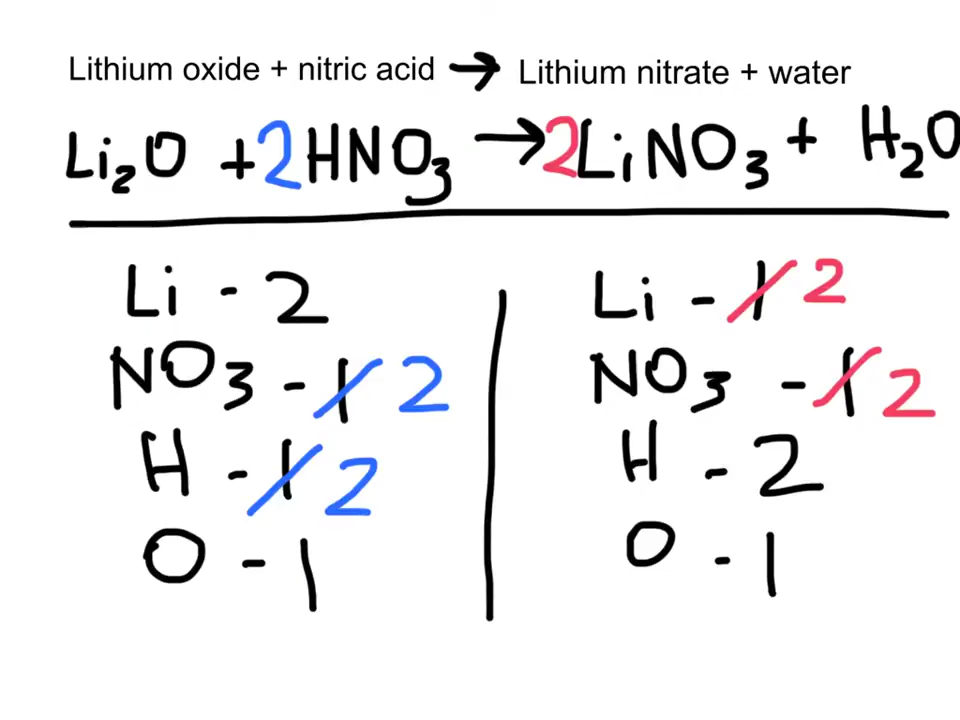 Lithium oxide + nitric acid → Lithium nitrate + water
Li₂O + 2HNO₃ → 2LiNO₃ + H₂O
Li - 2 Li - 1 2
NO3 - 1 2 NO3 - 1 2
H - 1 2 H - 2
O - 1 O - 1